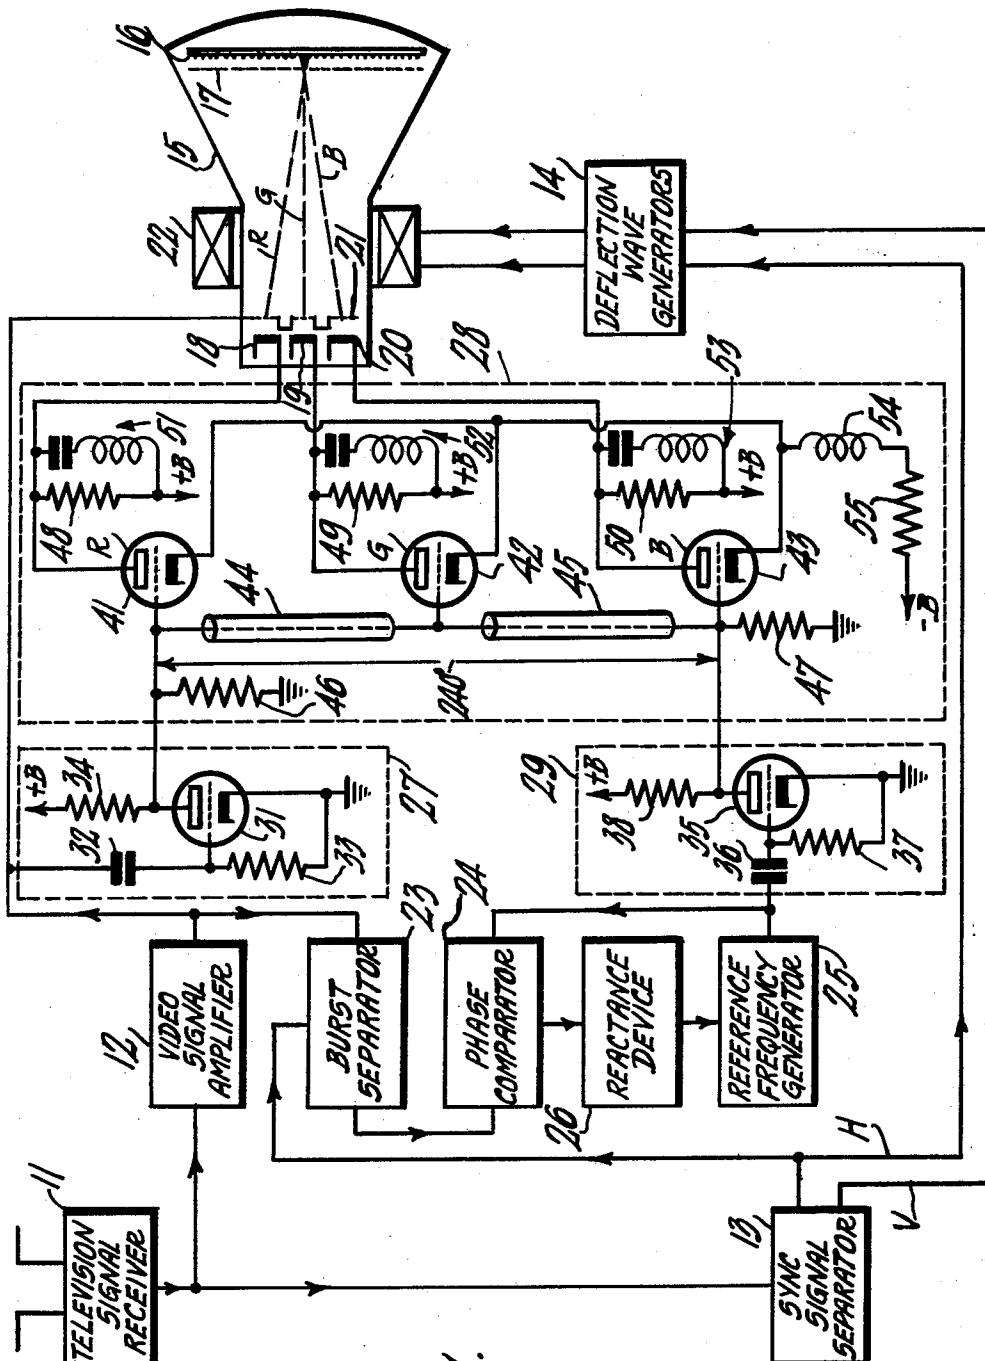 11
TELEVISION
SIGNAL
RECEIVER
12
VIDEO
SIGNAL
AMPLIFIER
13
SYNC
SIGNAL
SEPARATOR
H
V
BURST
SEPARATOR
23
PHASE
COMPARATOR
24
REACTANCE
DEVICE
26
REFERENCE
FREQUENCY
GENERATOR
25
27
+B
34
32
31
33
29
+B
38
35
36
37
28
240°
46
47
44
45
41
R
42
G
43
B
48
51
+B
49
52
+B
50
53
+B
54
55
-B
14
DEFLECTION
WAVE
GENERATORS
15
16
17
18
19
20
21
22
R
G
B